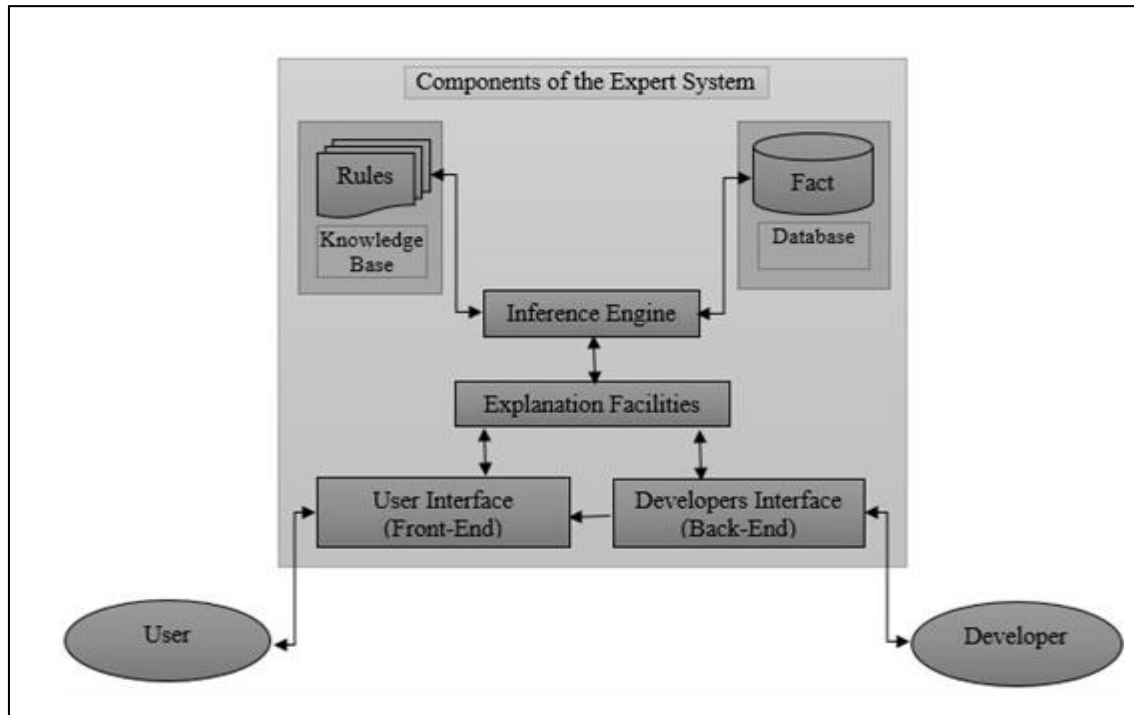 Components of the Expert System
Rules
Knowledge
Base
Fact
Database
Inference Engine
Explanation Facilities
User Interface
(Front-End)
Developers Interface
(Back-End)
User
Developer